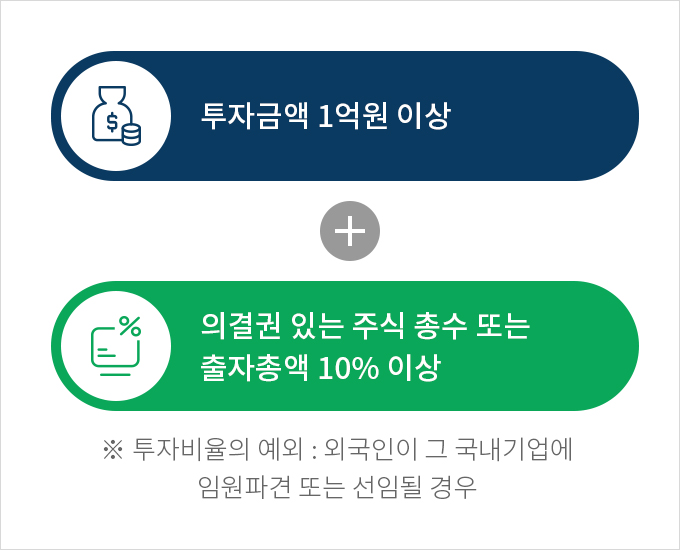 투자금액 1억원 이상
의결권 있는 주식 총수 또는
출자총액 10% 이상
※ 투자비율의 예외 : 외국인이 그 국내기업에
임원파견 또는 선임될 경우